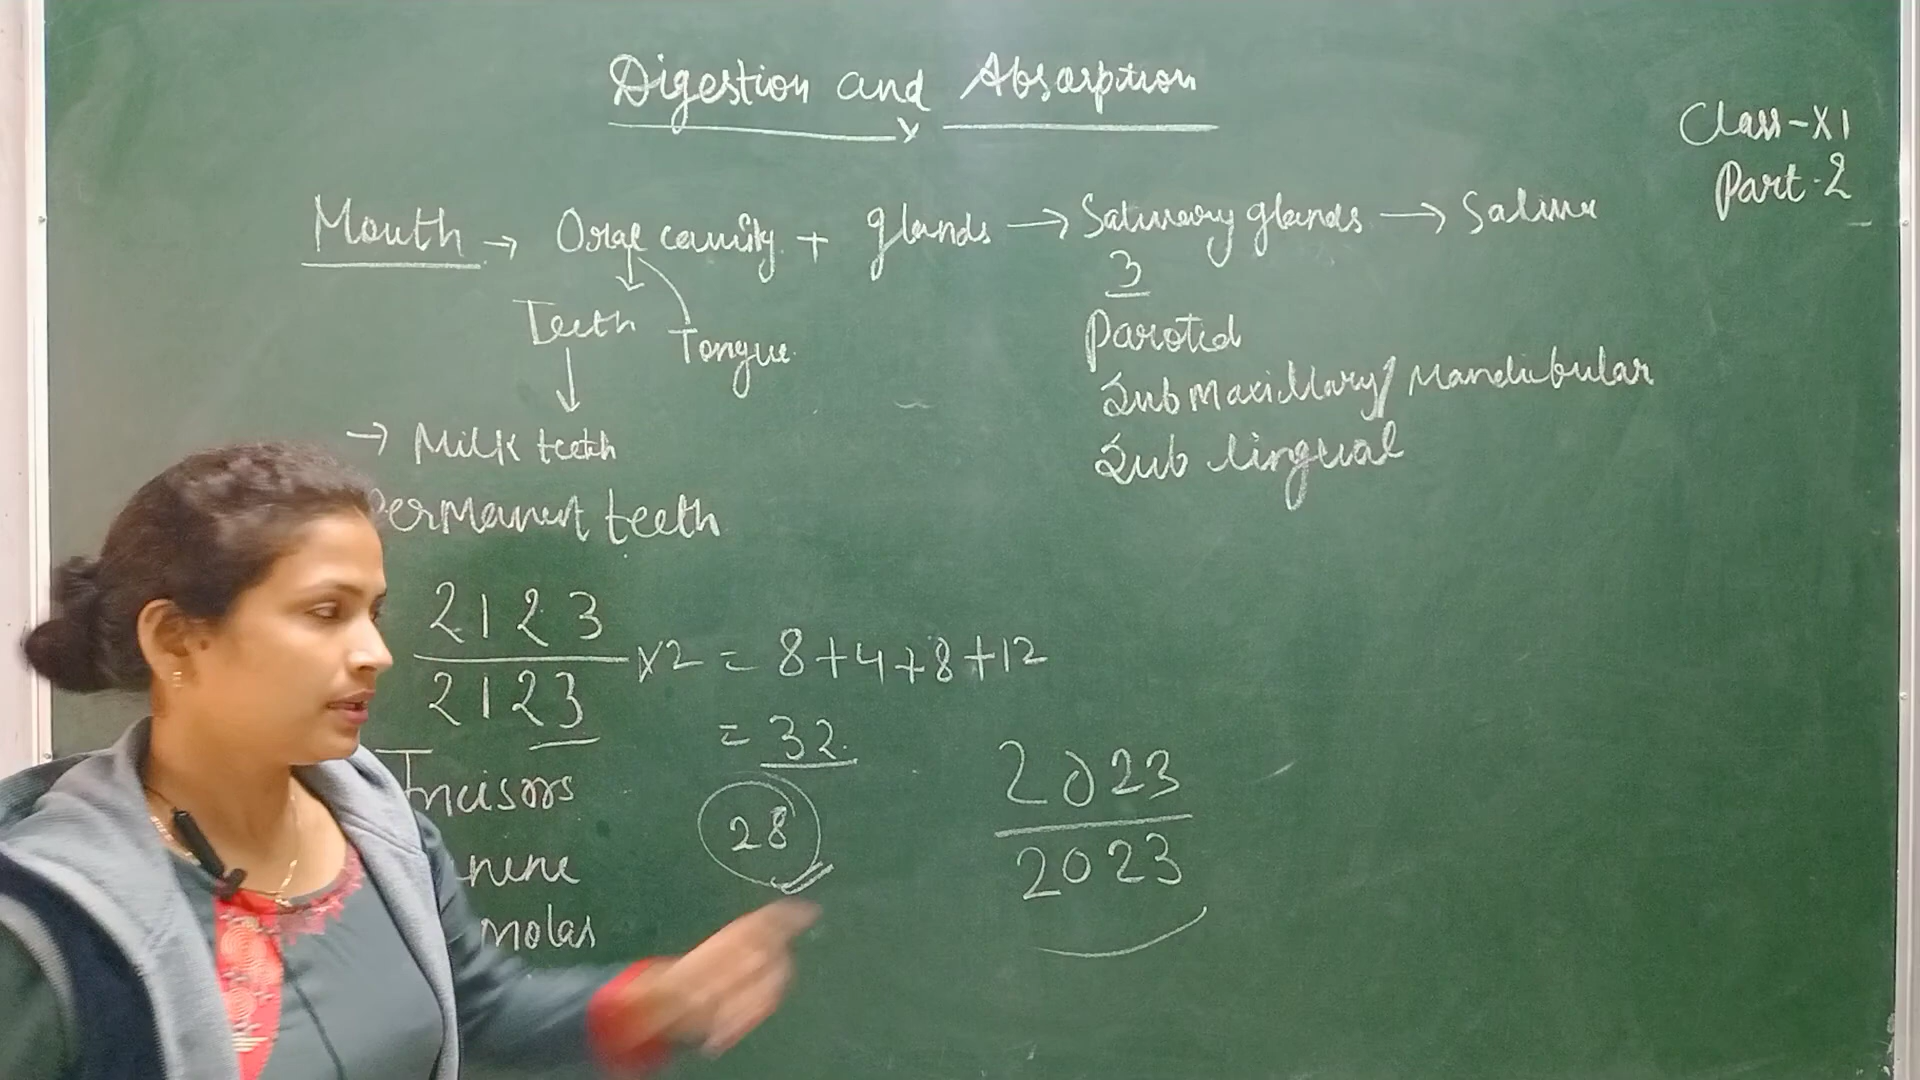 Digestion and Absorption
Class-XI
Part-2
Mouth → Oral cavity + glands → Salivary glands → Saliva
3
Teeth Tongue
Parotid
Sub Maxillary/Mandibular
→ Milk teeth
Sub lingual
Permanent teeth
2123
2123 ×2 = 8+4+8+12
= 32
Incisors
28
2023
2023
nine
molar